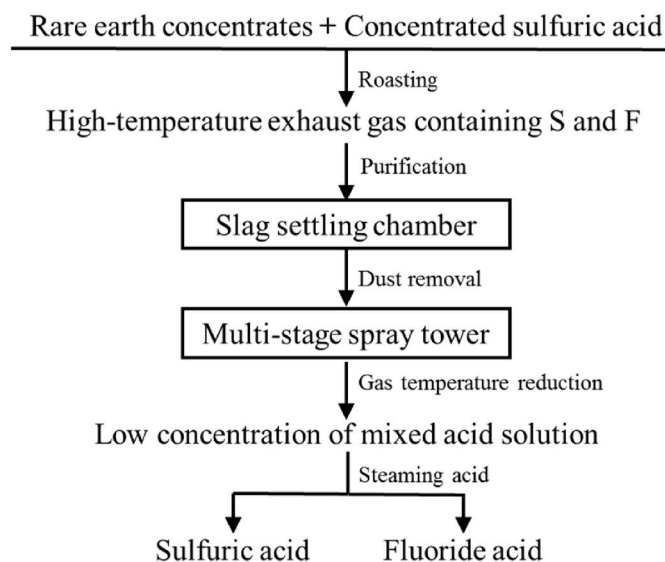 Rare earth concentrates + Concentrated sulfuric acid
Roasting
High-temperature exhaust gas containing S and F
Purification
Slag settling chamber
Dust removal
Multi-stage spray tower
Gas temperature reduction
Low concentration of mixed acid solution
Steaming acid
Sulfuric acid
Fluoride acid